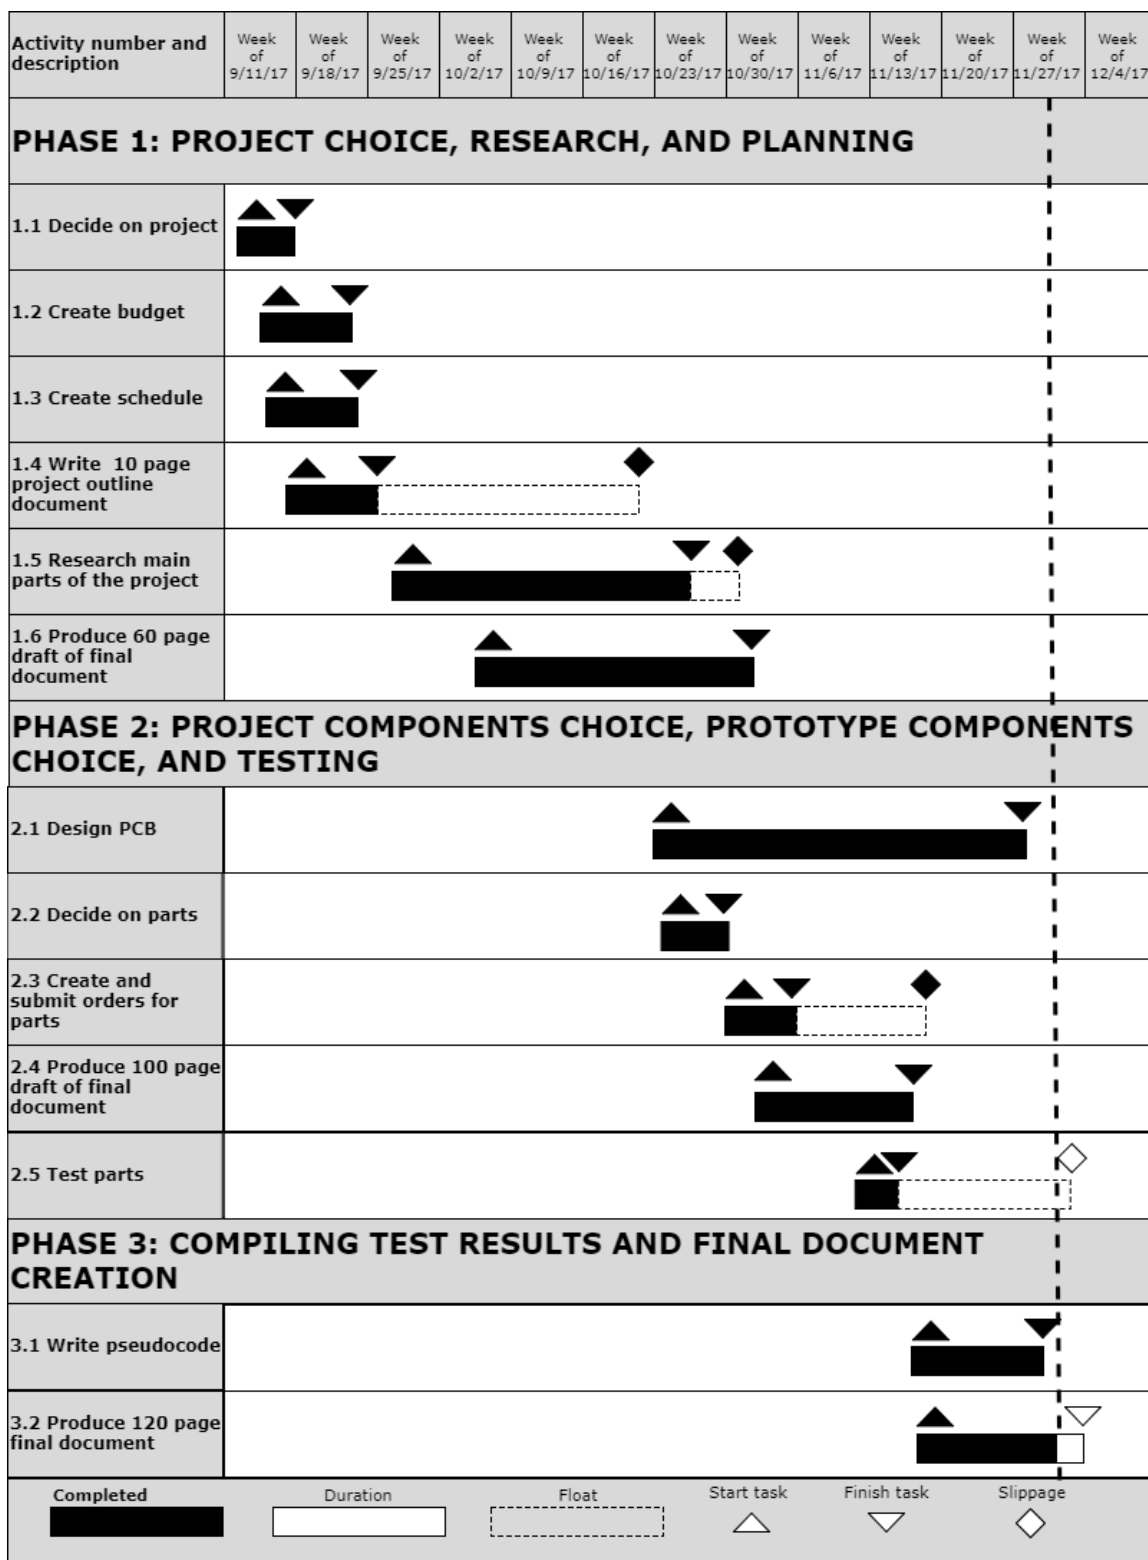 Activity number and
description
Week
of
9/11/17
Week
of
9/18/17
Week
of
9/25/17
Week
of
10/2/17
Week
of
10/9/17
Week
of
10/16/17
Week
of
10/23/17
Week
of
10/30/17
Week
of
11/6/17
Week
of
11/13/17
Week
of
11/20/17
Week
of
11/27/17
Week
of
12/4/17
PHASE 1: PROJECT CHOICE, RESEARCH, AND PLANNING
1.1 Decide on project
1.2 Create budget
1.3 Create schedule
1.4 Write 10 page
project outline
document
1.5 Research main
parts of the project
1.6 Produce 60 page
draft of final
document
PHASE 2: PROJECT COMPONENTS CHOICE, PROTOTYPE COMPONENTS
CHOICE, AND TESTING
2.1 Design PCB
2.2 Decide on parts
2.3 Create and
submit orders for
parts
2.4 Produce 100 page
draft of final
document
2.5 Test parts
PHASE 3: COMPILING TEST RESULTS AND FINAL DOCUMENT
CREATION
3.1 Write pseudocode
3.2 Produce 120 page
final document
Completed
Duration
Float
Start task
Finish task
Slippage